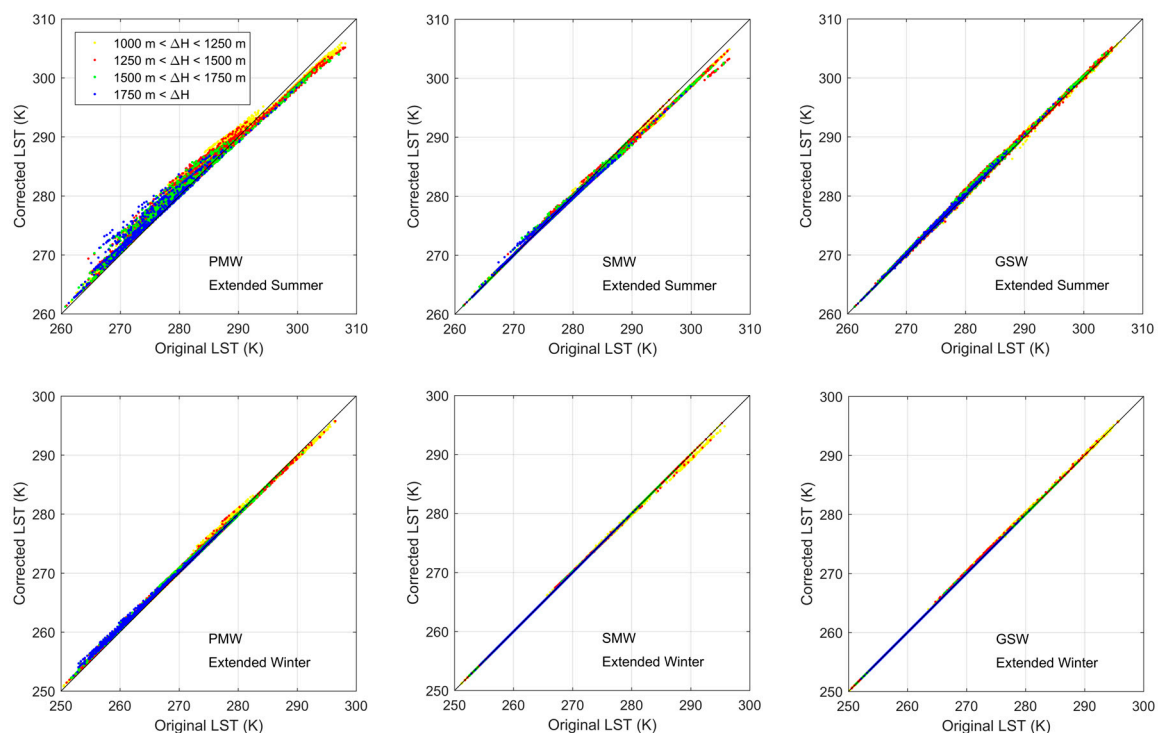 310
300
290
280
270
260
Corrected LST (K)
1000 m < ΔH < 1250 m
1250 m < ΔH < 1500 m
1500 m < ΔH < 1750 m
1750 m < ΔH
PMW
Extended Summer
260 270 280 290 300 310
Original LST (K)
310
300
290
280
270
260
Corrected LST (K)
SMW
Extended Summer
260 270 280 290 300 310
Original LST (K)
310
300
290
280
270
260
Corrected LST (K)
GSW
Extended Summer
260 270 280 290 300 310
Original LST (K)
300
290
280
270
260
250
Corrected LST (K)
PMW
Extended Winter
250 260 270 280 290 300
Original LST (K)
300
290
280
270
260
250
Corrected LST (K)
SMW
Extended Winter
250 260 270 280 290 300
Original LST (K)
300
290
280
270
260
250
Corrected LST (K)
GSW
Extended Winter
250 260 270 280 290 300
Original LST (K)